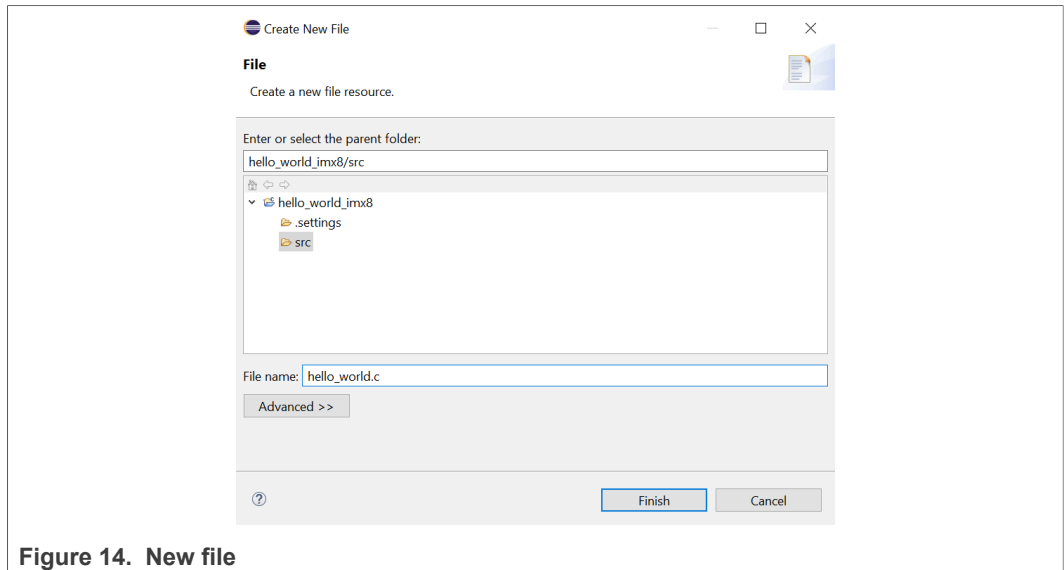 Create New File
File
Create a new file resource.
Enter or select the parent folder:
hello_world_imx8/src
hello_world_imx8
.settings
src
File name: hello_world.c
Advanced >>
Finish Cancel
Figure 14. New file